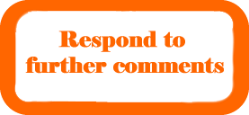 Respond to
further comments